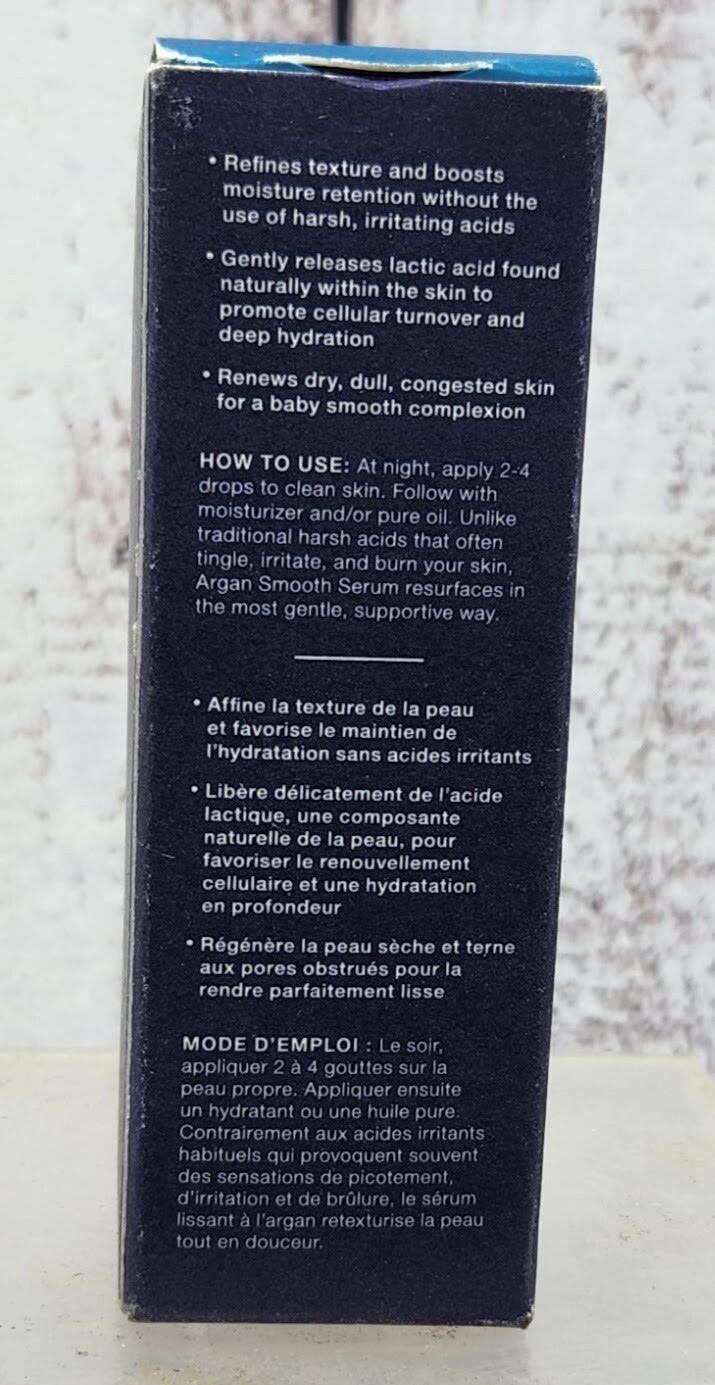 • Refines texture and boosts
moisture retention without the
use of harsh, irritating acids
• Gently releases lactic acid found
naturally within the skin to
promote cellular turnover and
deep hydration
• Renews dry, dull, congested skin
for a baby smooth complexion
HOW TO USE: At night, apply 2-4
drops to clean skin. Follow with
moisturizer and/or pure oil. Unlike
traditional harsh acids that often
tingle, irritate, and burn your skin,
Argan Smooth Serum resurfaces in
the most gentle, supportive way.
• Affine la texture de la peau
et favorise le maintien de
l'hydratation sans acides irritants
• Libère délicatement de l'acide
lactique, une composante
naturelle de la peau, pour
favoriser le renouvellement
cellulaire et une hydratation
en profondeur
• Régénère la peau sèche et terne
aux pores obstrués pour la
rendre parfaitement lisse
MODE D'EMPLOI : Le soir,
appliquer 2 à 4 gouttes sur la
peau propre. Appliquer ensuite
un hydratant ou une huile pure.
Contrairement aux acides irritants
habituels qui provoquent souvent
des sensations de picotement,
d'irritation et de brûlure, le sérum
lissant à l'argan retexturise la peau
tout en douceur.